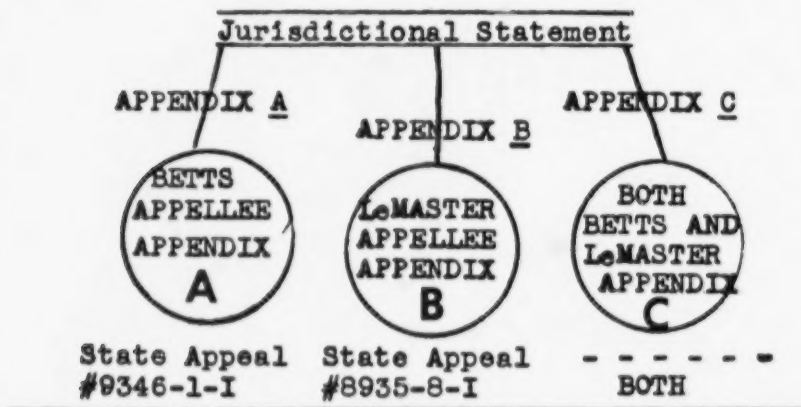 Jurisdictional Statement
APPENDIX A
APPENDIX B
APPENDIX C
BETTS
APPELLEE
APPENDIX
A
LeMASTER
APPELLEE
APPENDIX
B
BOTH
BETTS AND
LeMASTER
APPENDIX
C
State Appeal
#9346-1-I
State Appeal
#8935-8-I
- - - - -
BOTH